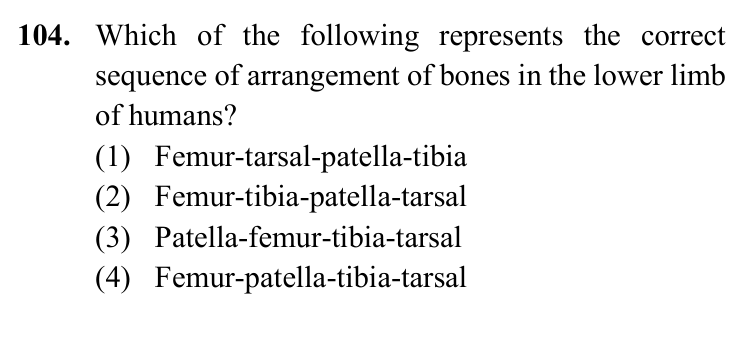 104. Which of the following represents the correct
sequence of arrangement of bones in the lower limb
of humans?
(1) Femur-tarsal-patella-tibia
(2) Femur-tibia-patella-tarsal
(3) Patella-femur-tibia-tarsal
(4) Femur-patella-tibia-tarsal